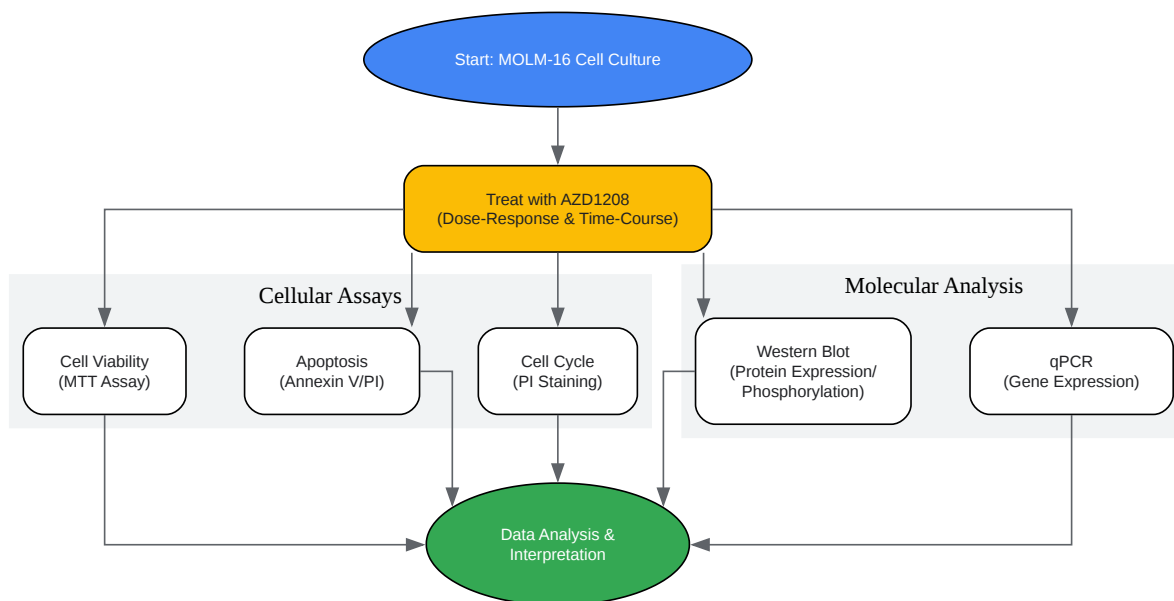 Start: MOLM-16 Cell Culture
Treat with AZD1208
(Dose-Response & Time-Course)
Cellular Assays
Molecular Analysis
Cell Viability
(MTT Assay)
Apoptosis
(Annexin V/PI)
Cell Cycle
(PI Staining)
Western Blot
(Protein Expression/
Phosphorylation)
qPCR
(Gene Expression)
Data Analysis &
Interpretation